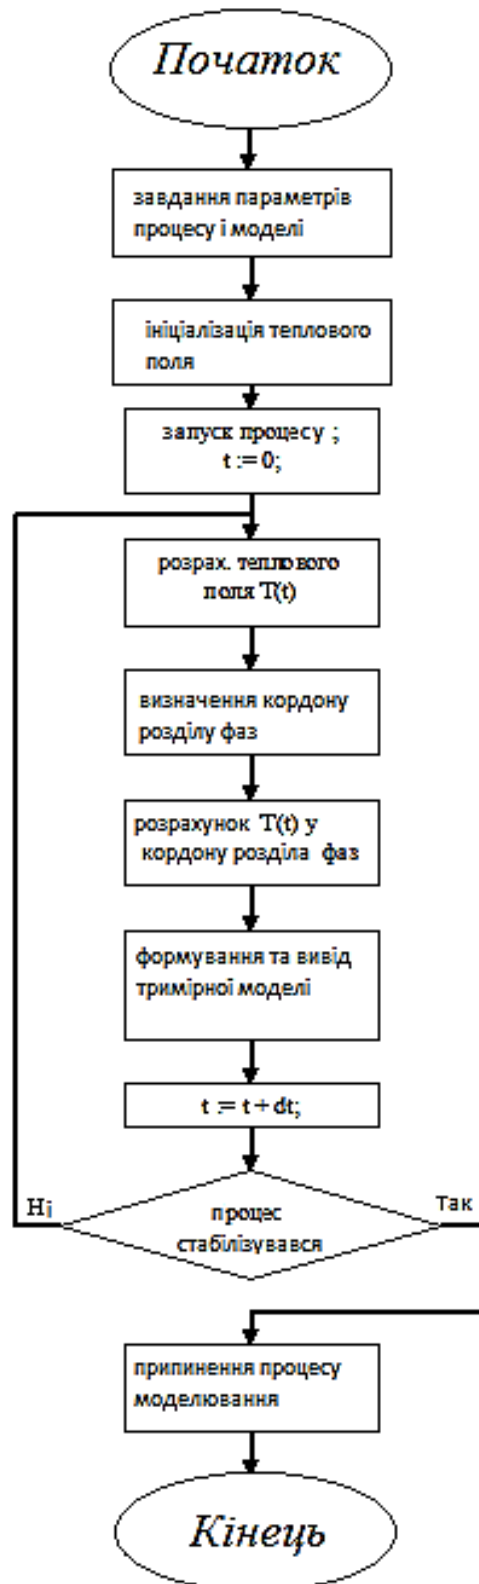 Початок
завдання параметрів
процесу і моделі
ініціалізація теплового
поля
запуск процесу ;
t := 0;
розрах. теплового
поля T(t)
визначення кордону
розділу фаз
розрахунок T(t) у
кордону розділа фаз
формування та вивід
тримірної моделі
t := t + dt;
Ні
Так
процес
стабілізувався
припинення процесу
моделювання
Кінець